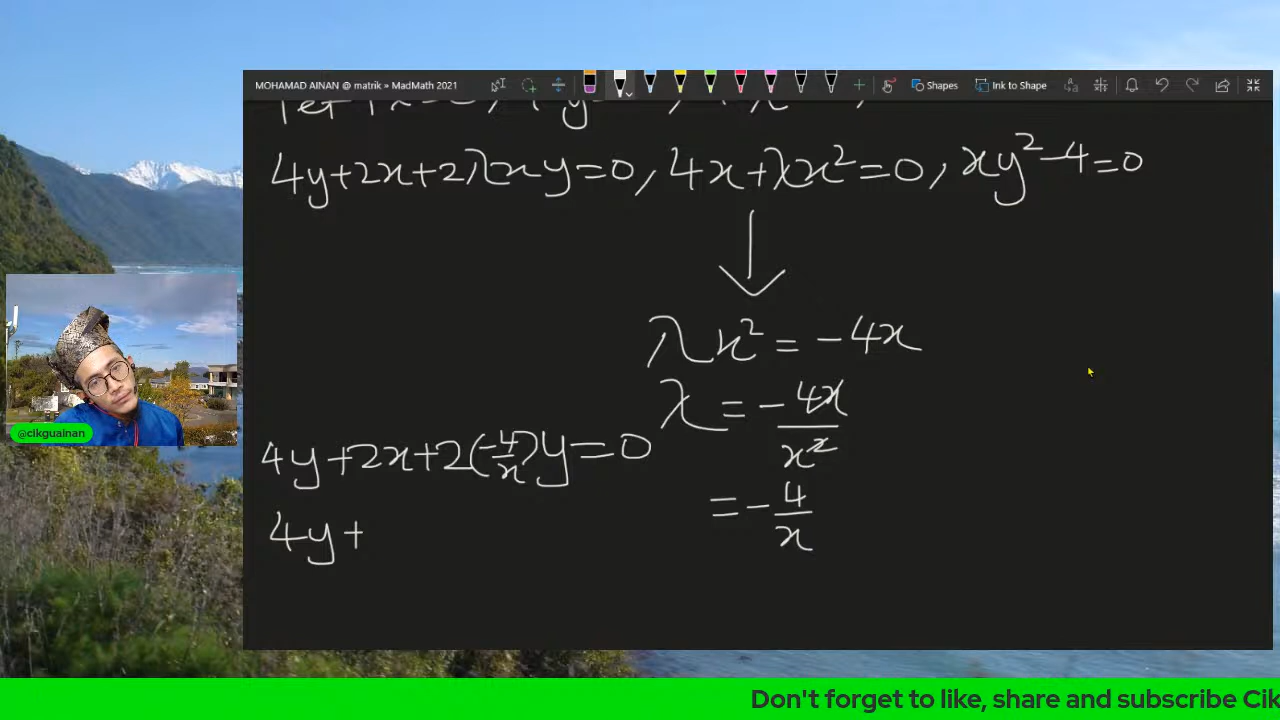 MOHAMAD AINAN @ matrik » MadMath 2021
Shapes
Ink to Shape
4y+2x+2λxy=0, 4x+λx²=0, xy²-4=0
λx² = -4x
λ = -4x/x²
4y+2x+2(-4/x)y=0
= -4/x
4y+
@cikguainan
Don't forget to like, share and subscribe Cik